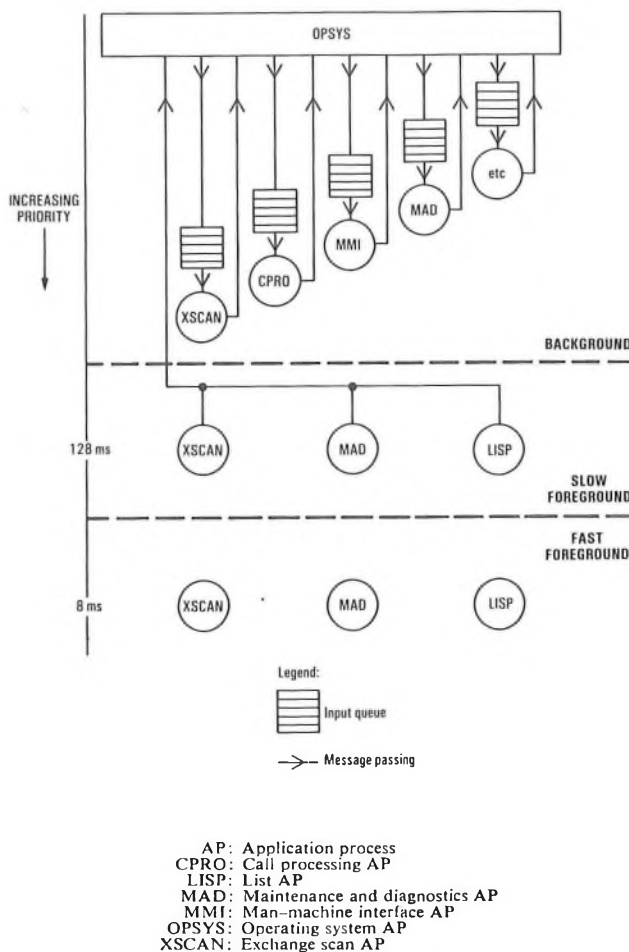 OPSYS
etc
INCREASING
PRIORITY
MAD
MMI
CPRO
XSCAN
BACKGROUND
128 ms
XSCAN
MAD
LISP
SLOW
FOREGROUND
FAST
FOREGROUND
8 ms
XSCAN
MAD
LISP
Legend:
Input queue
Message passing
AP: Application process
CPRO: Call processing AP
LISP: List AP
MAD: Maintenance and diagnostics AP
MMI: Man-machine interface AP
OPSYS: Operating system AP
XSCAN: Exchange scan AP